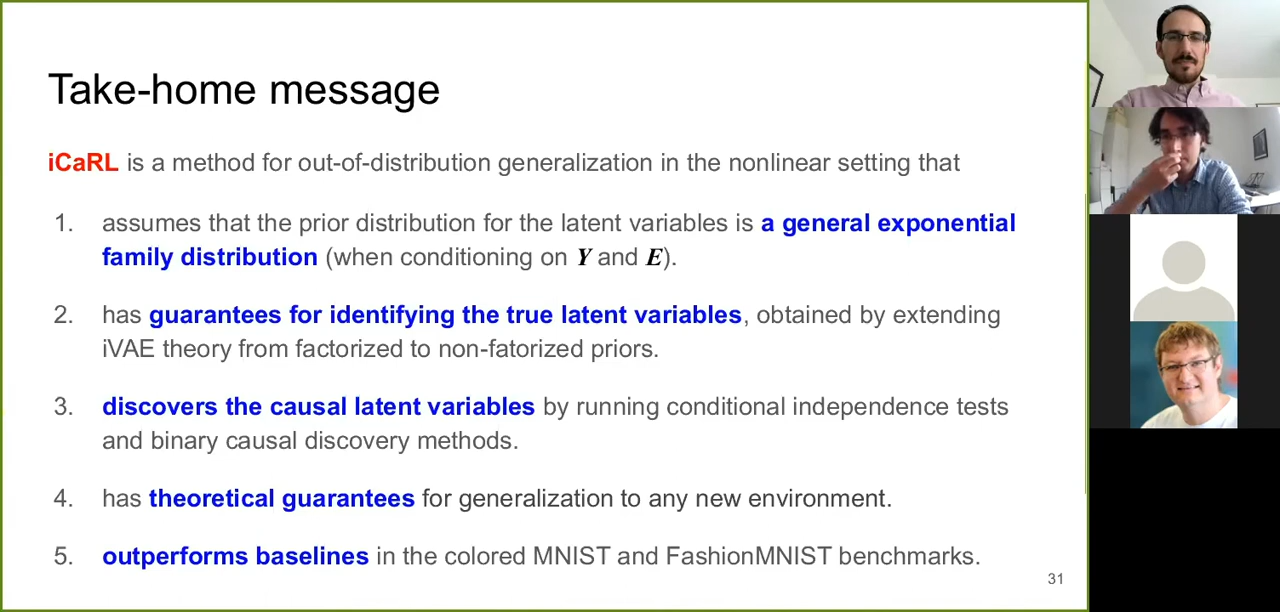 Take-home message
iCaRL is a method for out-of-distribution generalization in the nonlinear setting that
1. assumes that the prior distribution for the latent variables is a general exponential
family distribution (when conditioning on Y and E).
2. has guarantees for identifying the true latent variables, obtained by extending
iVAE theory from factorized to non-fatorized priors.
3. discovers the causal latent variables by running conditional independence tests
and binary causal discovery methods.
4. has theoretical guarantees for generalization to any new environment.
5. outperforms baselines in the colored MNIST and FashionMNIST benchmarks.
31